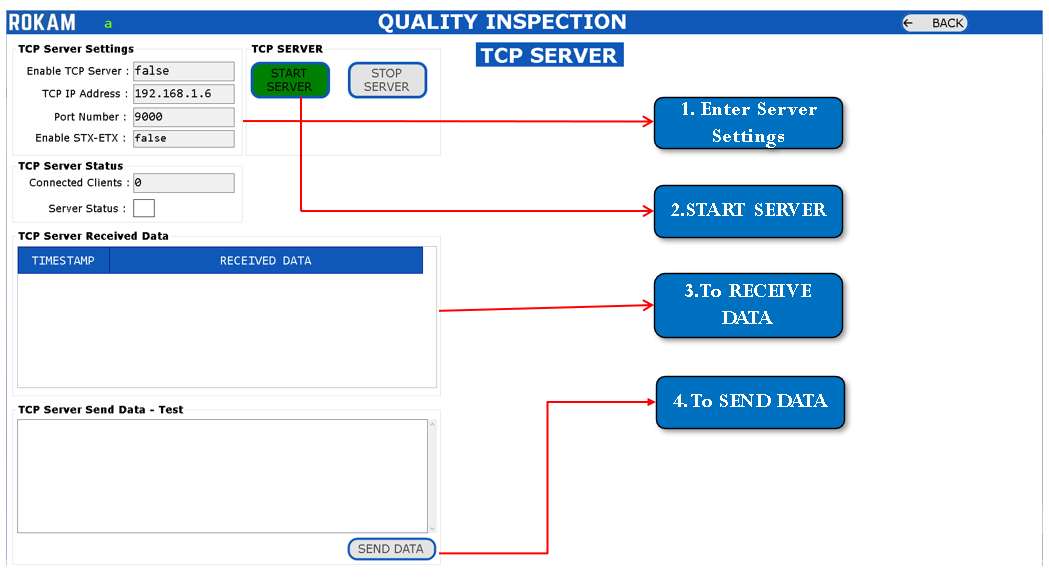 ROKAM a QUALITY INSPECTION ← BACK
TCP SERVER
TCP Server Settings
Enable TCP Server : false
TCP IP Address : 192.168.1.6
Port Number : 9000
Enable STX-ETX : false
TCP SERVER
START
SERVER
STOP
SERVER
1. Enter Server
Settings
TCP Server Status
Connected Clients : 0
Server Status :
2.START SERVER
TCP Server Received Data
TIMESTAMP RECEIVED DATA
3.To RECEIVE
DATA
TCP Server Send Data - Test
4.To SEND DATA
SEND DATA